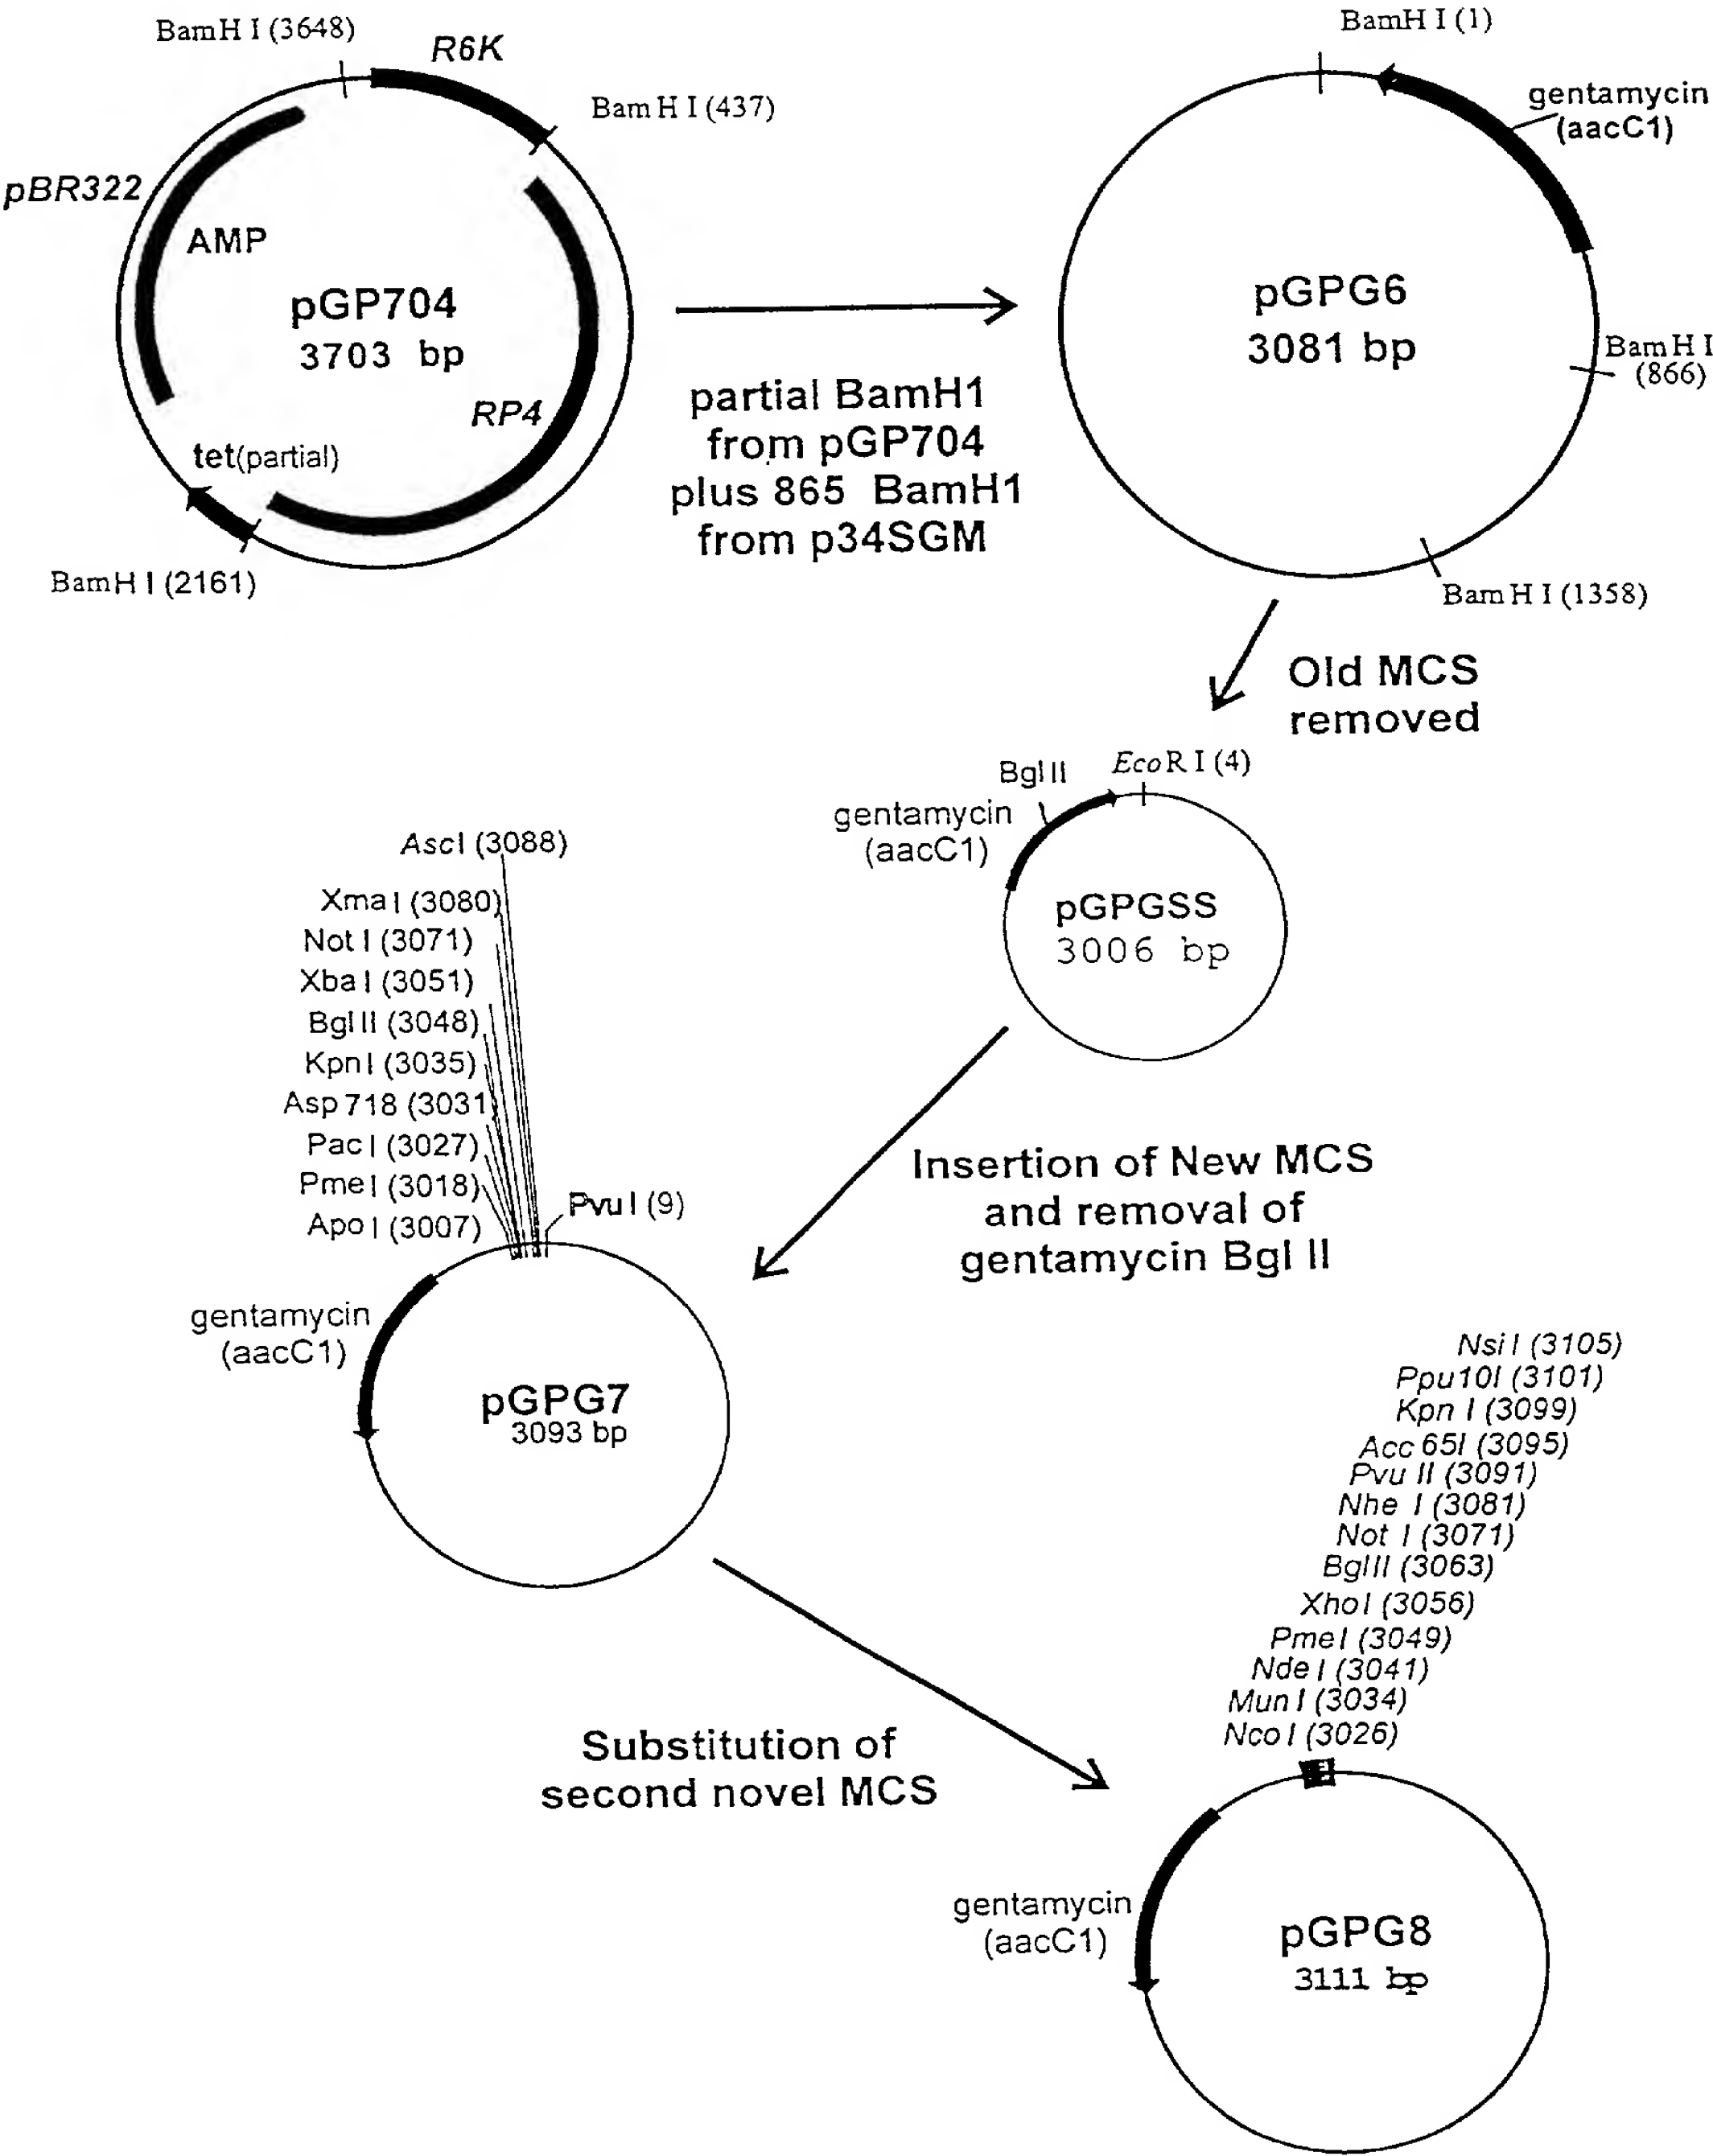 BamH I (3648)
R6K
BamH I (437)
pBR322
AMP
pGP704
3703 bp
RP4
tet(partial)
BamH I (2161)
partial BamH1
from pGP704
plus 865 BamH1
from p34SGM
BamH I (1)
gentamycin
(aacC1)
pGPG6
3081 bp
BamH I
(866)
BamH I (1358)
Old MCS
removed
Bgl II
EcoR I (4)
gentamycin
(aacC1)
pGPGSS
3006 bp
Insertion of New MCS
and removal of
gentamycin Bgl II
AscI (3088)
Xma I (3080)
Not I (3071)
Xba I (3051)
Bgl II (3048)
Kpn I (3035)
Asp 718 (3031)
Pac I (3027)
Pme I (3018)
Apo I (3007)
Pvu I (9)
gentamycin
(aacC1)
pGPG7
3093 bp
Substitution of
second novel MCS
Nsi I (3105)
Ppu10I (3101)
Kpn I (3099)
Acc 65I (3095)
Pvu II (3091)
Nhe I (3081)
Not I (3071)
BglII (3063)
XhoI (3056)
PmeI (3049)
Nde I (3041)
Mun I (3034)
Nco I (3026)
gentamycin
(aacC1)
pGPG8
3111 bp